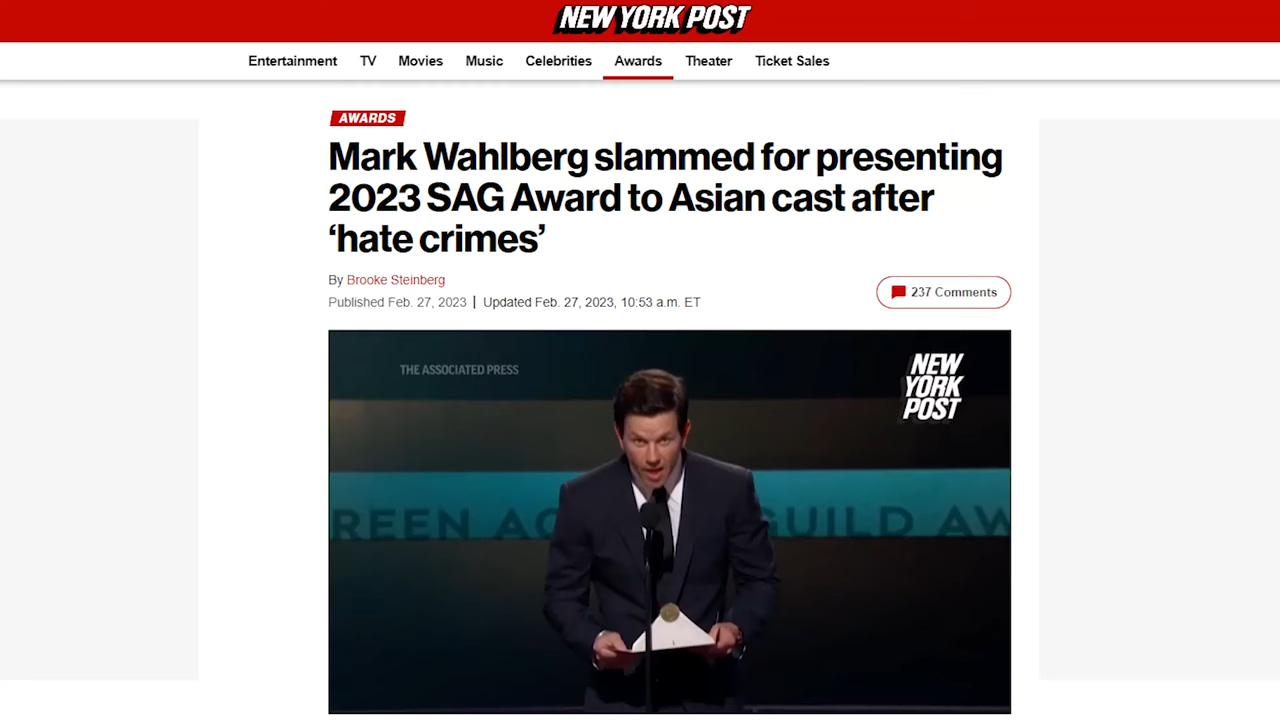 NEW YORK POST
Entertainment TV Movies Music Celebrities Awards Theater Ticket Sales
AWARDS
Mark Wahlberg slammed for presenting
2023 SAG Award to Asian cast after
‘hate crimes’
By Brooke Steinberg
Published Feb. 27, 2023 | Updated Feb. 27, 2023, 10:53 a.m. ET
237 Comments
THE ASSOCIATED PRESS
NEW
YORK
POST
REEN AC GUILD AW